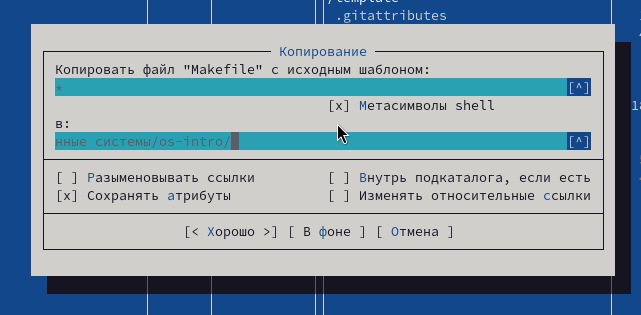 /template
.gitattributes
Копирование
Копировать файл "Makefile" с исходным шаблоном:
* [^]
[x] Метасимволы shell
в:
нные системы/os-intro/ [^]
[ ] Разыменовывать ссылки [ ] Внутрь подкаталога, если есть
[x] Сохранять атрибуты [ ] Изменять относительные ссылки
[< Хорошо >] [ В фоне ] [ Отмена ]